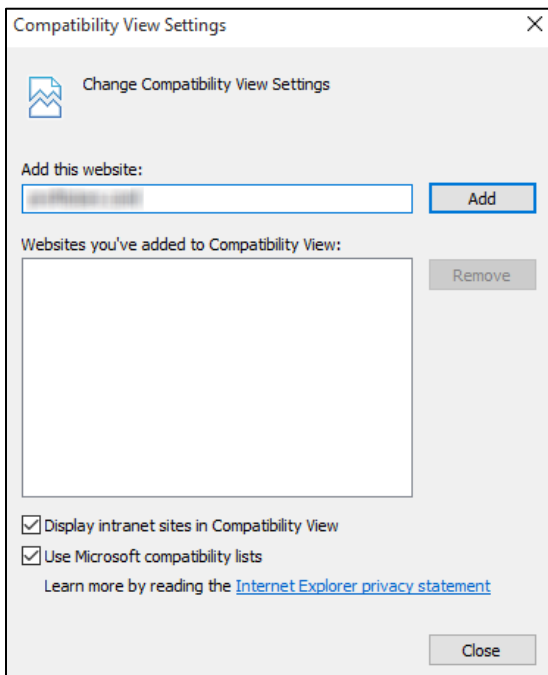 Compatibility View Settings
Change Compatibility View Settings
Add this website:
Add
Websites you've added to Compatibility View:
Remove
Display intranet sites in Compatibility View
Use Microsoft compatibility lists
Learn more by reading the Internet Explorer privacy statement
Close